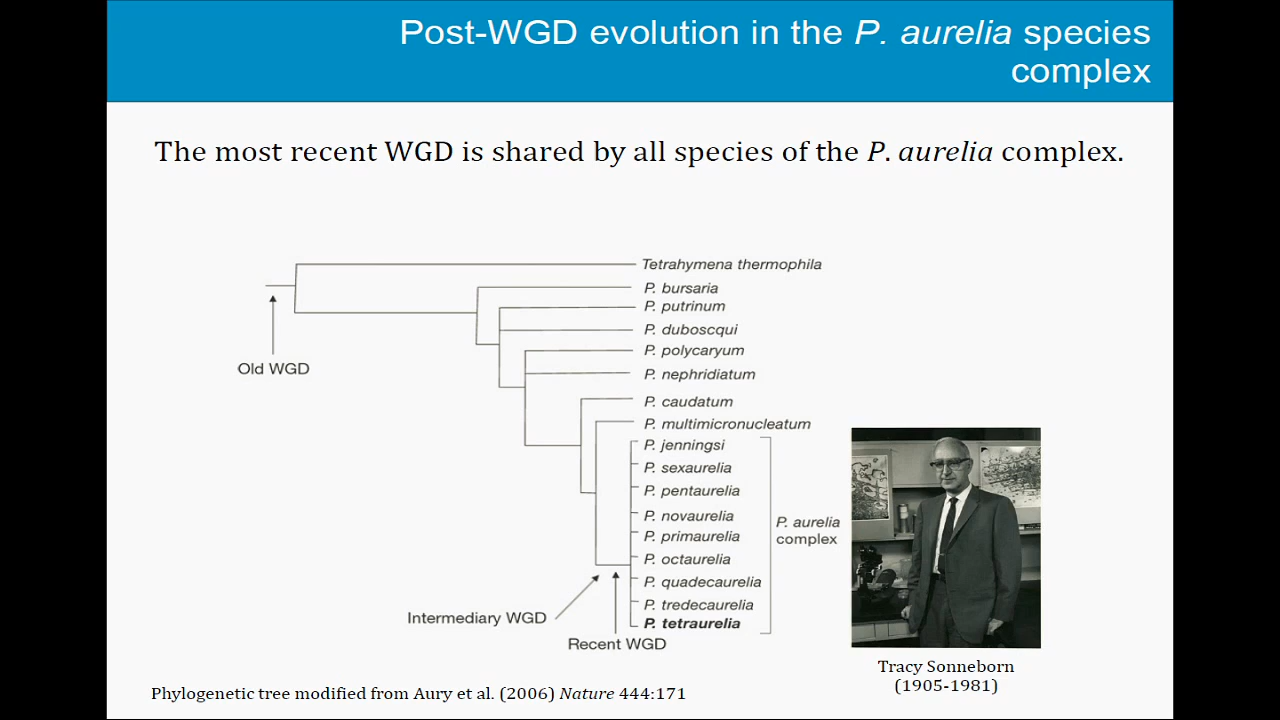 Post-WGD evolution in the P. aurelia species
complex
The most recent WGD is shared by all species of the P. aurelia complex.
Tetrahymena thermophila
P. bursaria
P. putrinum
P. duboscqui
P. polycaryum
P. nephridiatum
P. caudatum
P. multimicronucleatum
P. jenningsi
P. sexaurelia
P. pentaurelia
P. novaurelia
P. primaurelia
P. octaurelia
P. quadecaurelia
P. tredecaurelia
P. tetraurelia
P. aurelia
complex
Old WGD
Intermediary WGD
Recent WGD
Tracy Sonneborn
(1905-1981)
Phylogenetic tree modified from Aury et al. (2006) Nature 444:171